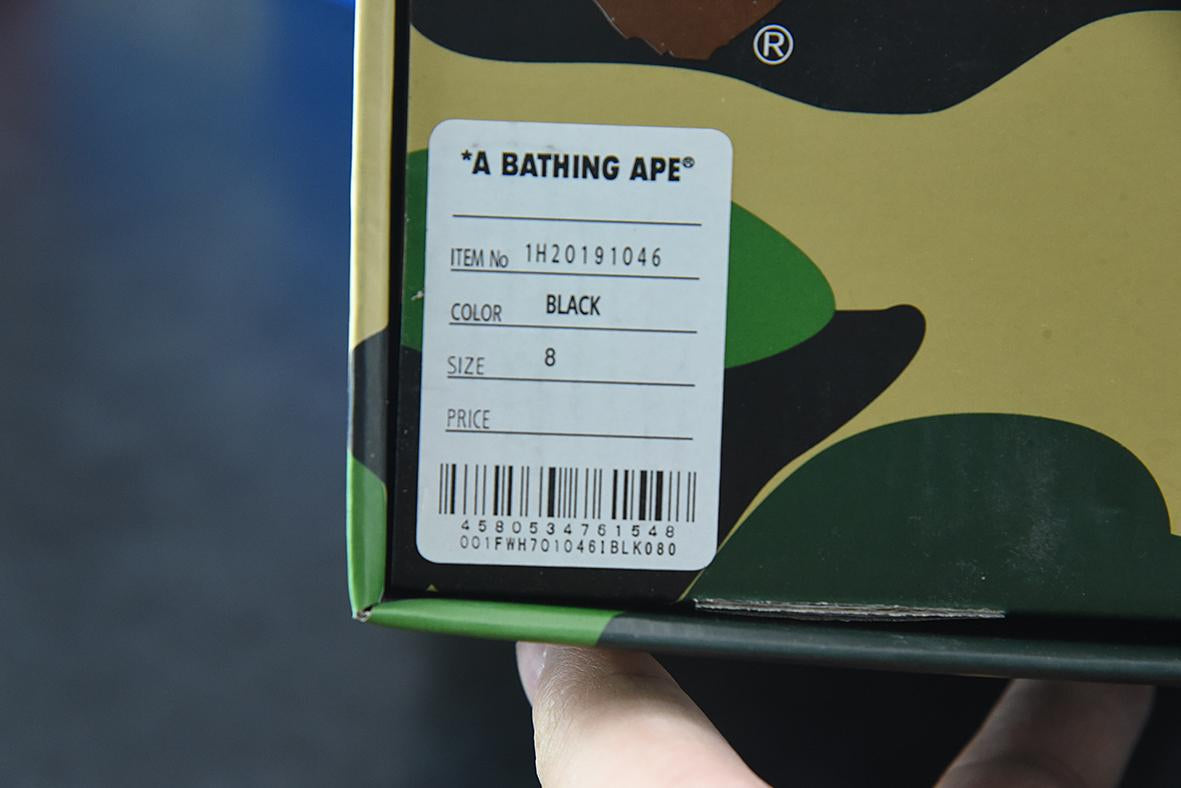 ®
*A BATHING APE®
ITEM No 1H20191046
COLOR BLACK
SIZE 8
PRICE
4580534761548
001FWH701046IBLK080